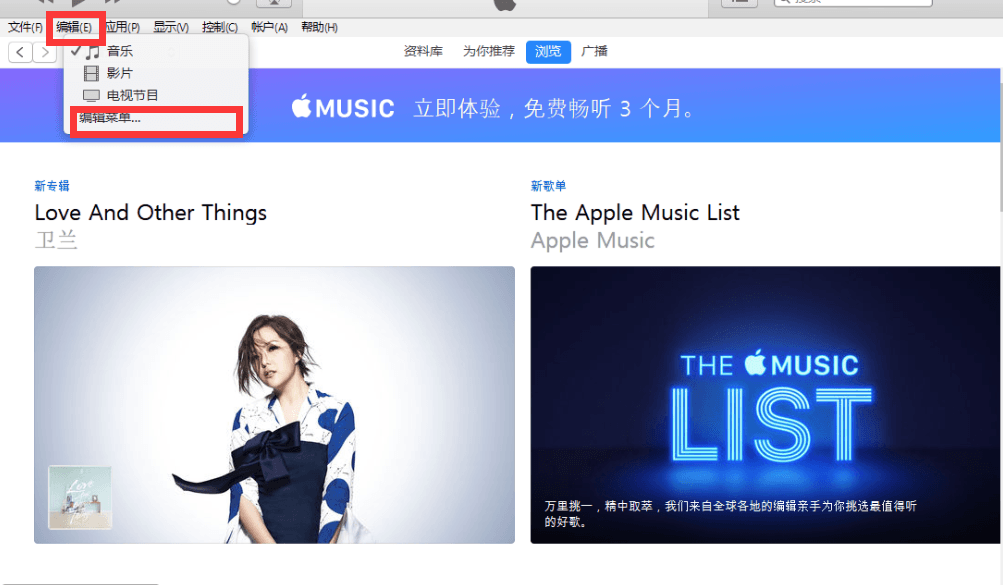 搜索
文件(F) 编辑(E) 应用(P) 显示(V) 控制(C) 帐户(A) 帮助(H)
资料库 为你推荐 浏览 广播
音乐
影片
电视节目
编辑菜单...
MUSIC 立即体验，免费畅听 3 个月。
新专辑
Love And Other Things
卫兰
新歌单
The Apple Music List
Apple Music
THE MUSIC
LIST
Love
万里挑一，精中取萃，我们来自全球各地的编辑亲手为你挑选最值得听
的好歌。